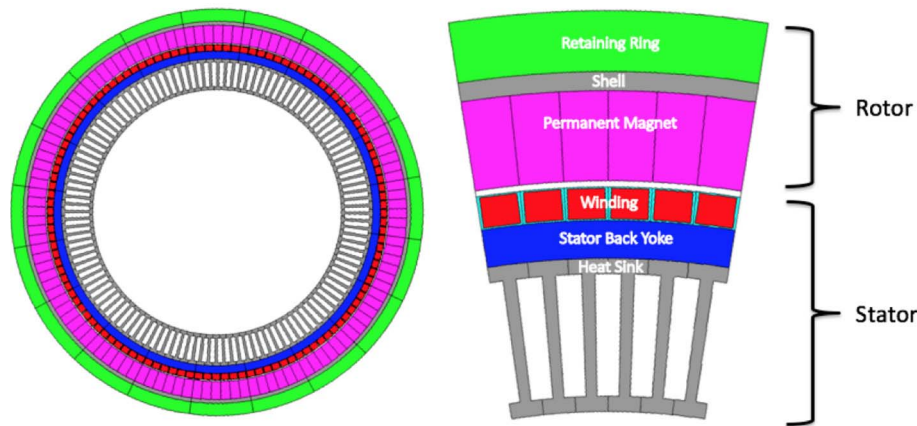 Retaining Ring
Shell
Permanent Magnet
Rotor
Winding
Stator Back Yoke
Heat Sink
Stator